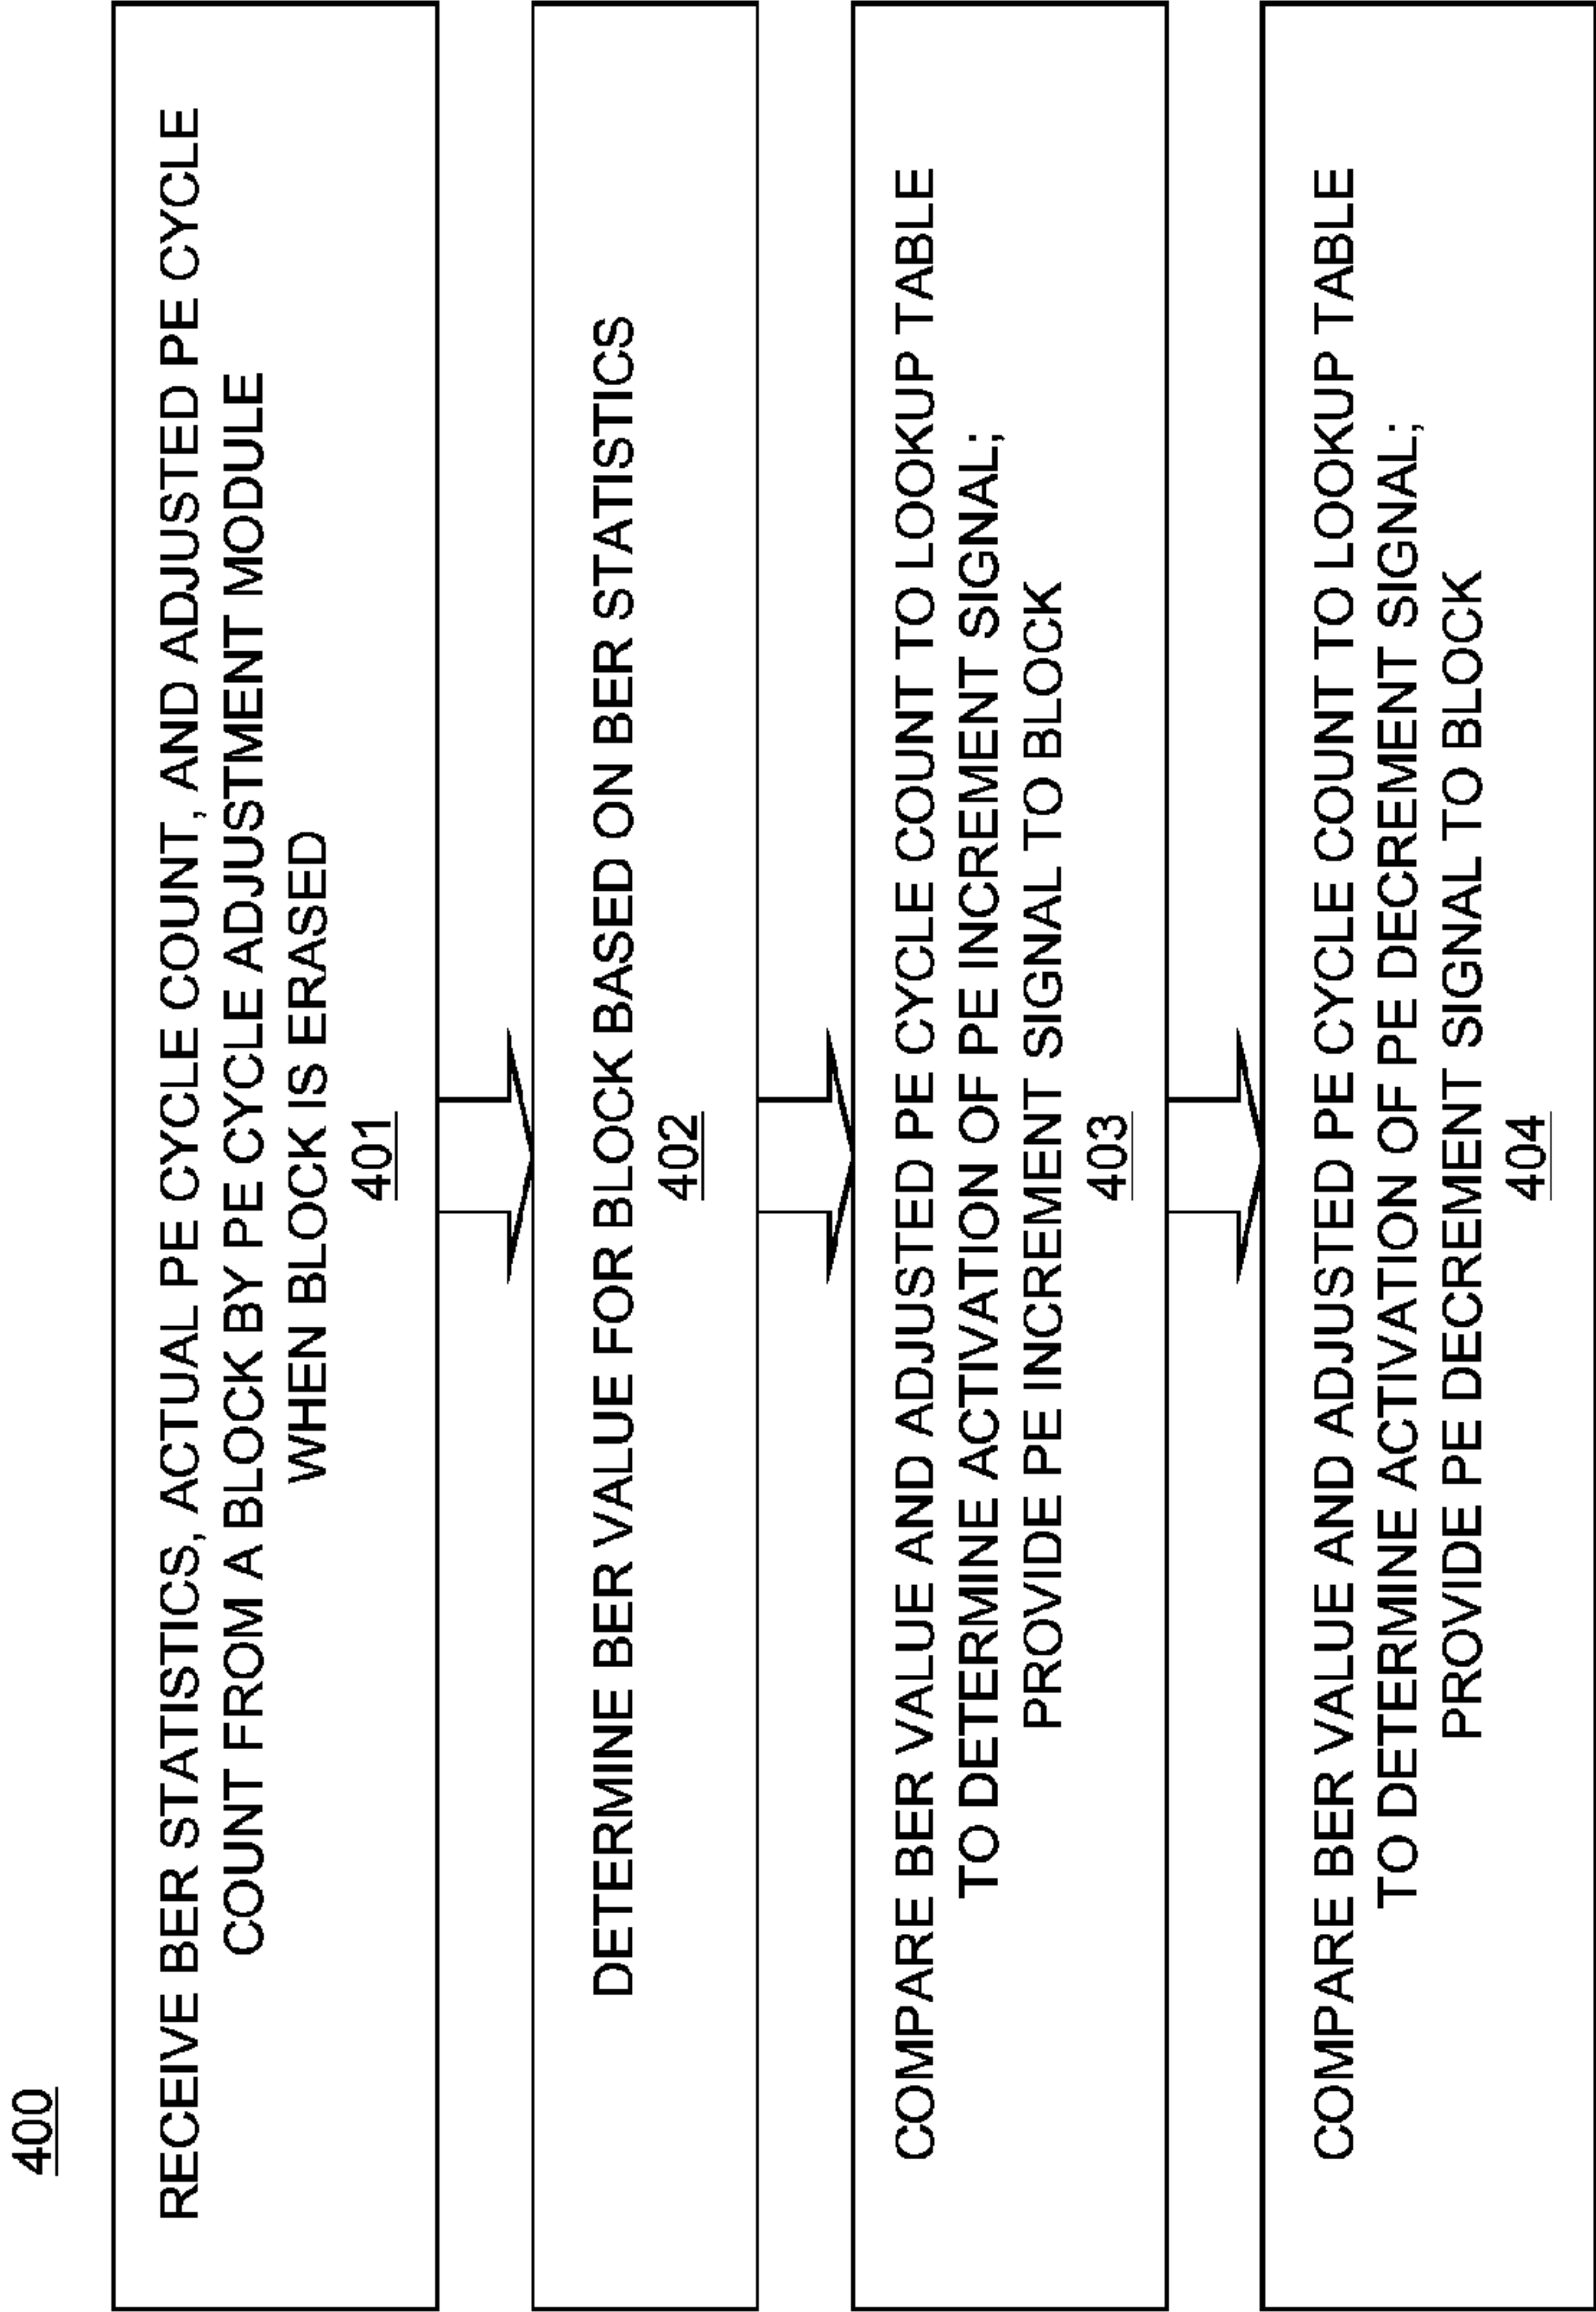 400
RECEIVE BER STATISTICS, ACTUAL PE CYCLE COUNT, AND ADJUSTED PE CYCLE
COUNT FROM A BLOCK BY PE CYCLE ADJUSTMENT MODULE
WHEN BLOCK IS ERASED
401
DETERMINE BER VALUE FOR BLOCK BASED ON BER STATISTICS
402
COMPARE BER VALUE AND ADJUSTED PE CYCLE COUNT TO LOOKUP TABLE
TO DETERMINE ACTIVATION OF PE INCREMENT SIGNAL;
PROVIDE PE INCREMENT SIGNAL TO BLOCK
403
COMPARE BER VALUE AND ADJUSTED PE CYCLE COUNT TO LOOKUP TABLE
TO DETERMINE ACTIVATION OF PE DECREMENT SIGNAL;
PROVIDE PE DECREMENT SIGNAL TO BLOCK
404